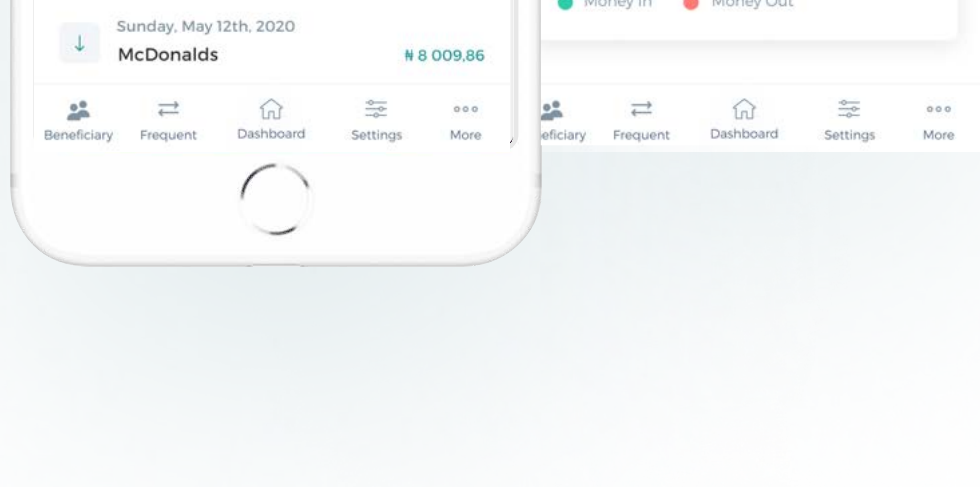 Money In Money Out
Sunday, May 12th, 2020
McDonalds ₦ 8 009,86
Beneficiary Frequent Dashboard Settings More
eficiary Frequent Dashboard Settings More